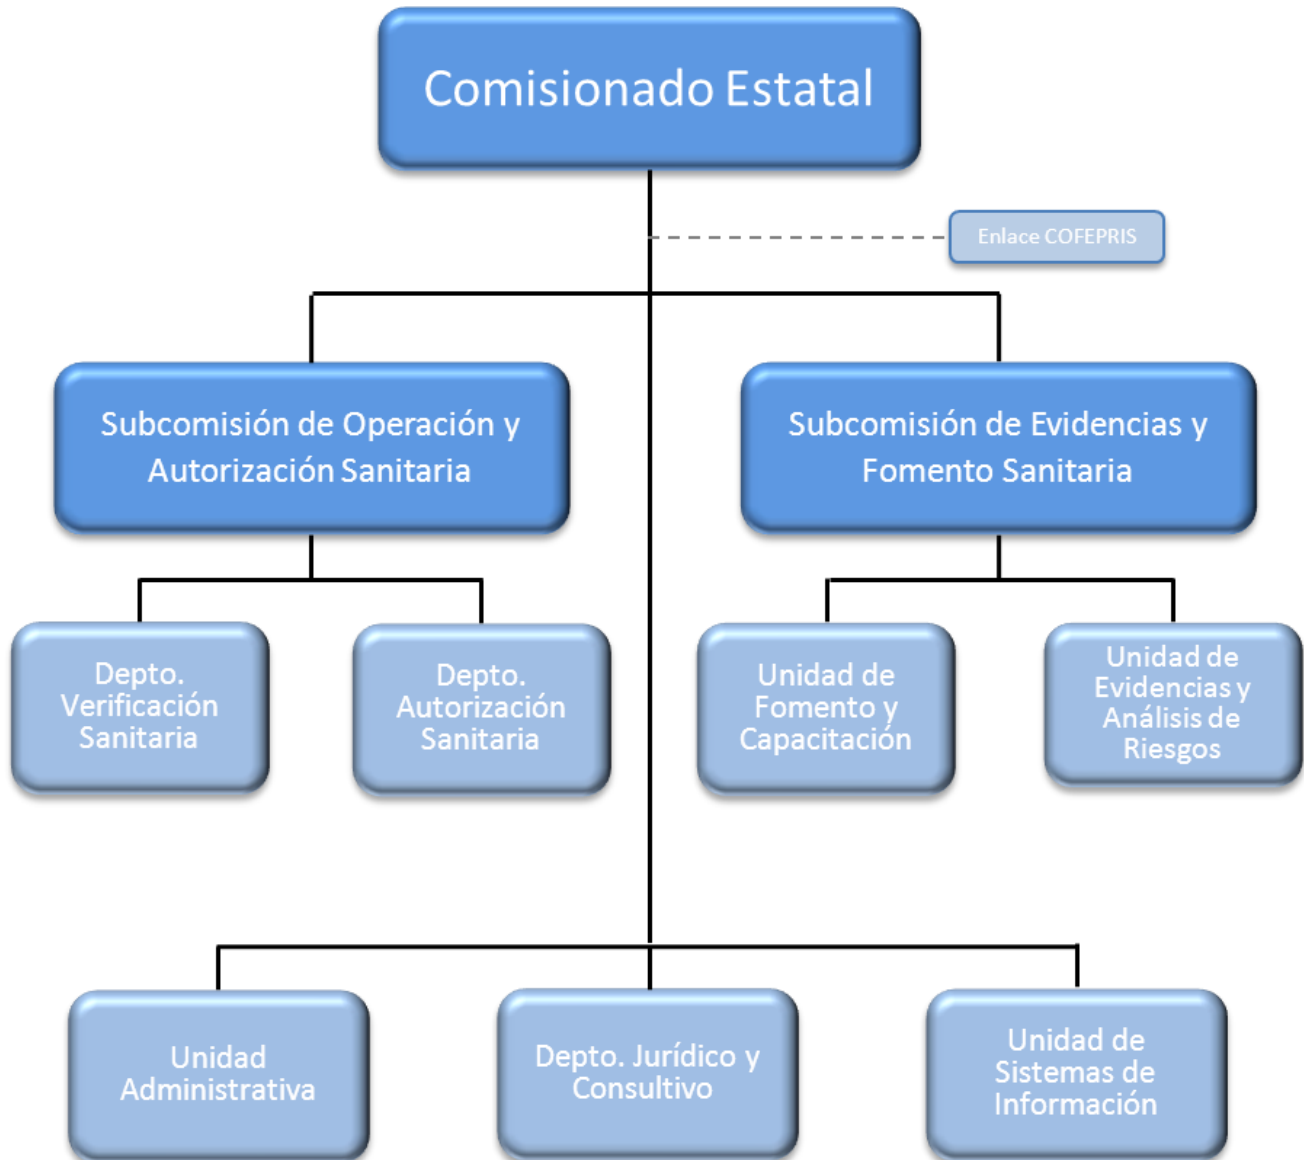 Comisionado Estatal
Enlace COFEPRIS
Subcomisión de Operación y
Autorización Sanitaria
Subcomisión de Evidencias y
Fomento Sanitaria
Depto.
Verificación
Sanitaria
Depto.
Autorización
Sanitaria
Unidad de
Fomento y
Capacitación
Unidad de
Evidencias y
Análisis de
Riesgos
Unidad
Administrativa
Depto. Jurídico y
Consultivo
Unidad de
Sistemas de
Información